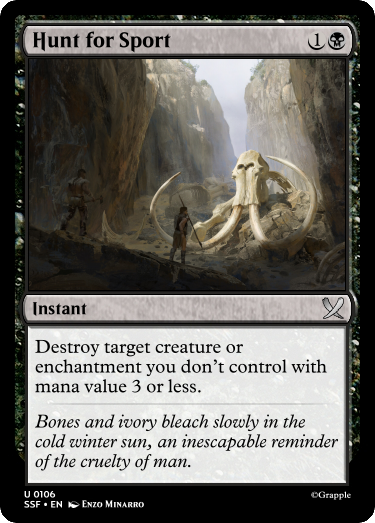 Hunt for Sport 1
Instant
Destroy target creature or
enchantment you don't control with
mana value 3 or less.
Bones and ivory bleach slowly in the
cold winter sun, an inescapable reminder
of the cruelty of man.
U 0106
SSF • EN Enzo Minarro
©Grapple